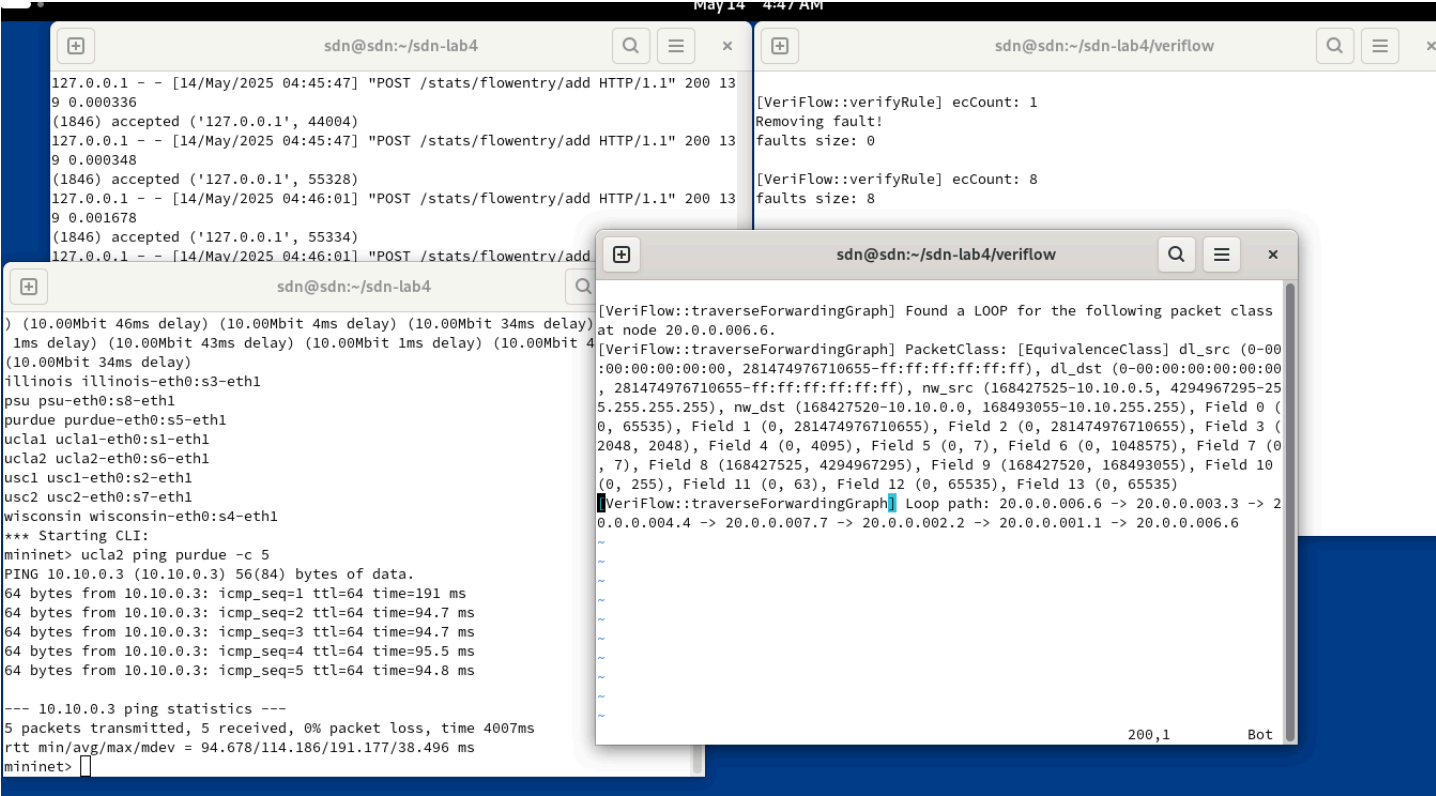 May 14 4:47 AM
sdn@sdn:~/sdn-lab4
127.0.0.1 - - [14/May/2025 04:45:47] "POST /stats/flowentry/add HTTP/1.1" 200 13
9 0.000336
(1846) accepted ('127.0.0.1', 44004)
127.0.0.1 - - [14/May/2025 04:45:47] "POST /stats/flowentry/add HTTP/1.1" 200 13
9 0.000348
(1846) accepted ('127.0.0.1', 55328)
127.0.0.1 - - [14/May/2025 04:46:01] "POST /stats/flowentry/add HTTP/1.1" 200 13
9 0.001678
(1846) accepted ('127.0.0.1', 55334)
127.0.0.1 - - [14/May/2025 04:46:01] "POST /stats/flowentry/add
sdn@sdn:~/sdn-lab4/veriflow
[VeriFlow::verifyRule] ecCount: 1
Removing fault!
faults size: 0
[VeriFlow::verifyRule] ecCount: 8
faults size: 8
sdn@sdn:~/sdn-lab4
) (10.00Mbit 46ms delay) (10.00Mbit 4ms delay) (10.00Mbit 34ms delay)
1ms delay) (10.00Mbit 43ms delay) (10.00Mbit 1ms delay) (10.00Mbit 4
(10.00Mbit 34ms delay)
illinois illinois-eth0:s3-eth1
psu psu-eth0:s8-eth1
purdue purdue-eth0:s5-eth1
ucla1 ucla1-eth0:s1-eth1
ucla2 ucla2-eth0:s6-eth1
usc1 usc1-eth0:s2-eth1
usc2 usc2-eth0:s7-eth1
wisconsin wisconsin-eth0:s4-eth1
*** Starting CLI:
mininet> ucla2 ping purdue -c 5
PING 10.10.0.3 (10.10.0.3) 56(84) bytes of data.
64 bytes from 10.10.0.3: icmp_seq=1 ttl=64 time=191 ms
64 bytes from 10.10.0.3: icmp_seq=2 ttl=64 time=94.7 ms
64 bytes from 10.10.0.3: icmp_seq=3 ttl=64 time=94.7 ms
64 bytes from 10.10.0.3: icmp_seq=4 ttl=64 time=95.5 ms
64 bytes from 10.10.0.3: icmp_seq=5 ttl=64 time=94.8 ms
--- 10.10.0.3 ping statistics ---
5 packets transmitted, 5 received, 0% packet loss, time 4007ms
rtt min/avg/max/mdev = 94.678/114.186/191.177/38.496 ms
mininet>
sdn@sdn:~/sdn-lab4/veriflow
[VeriFlow::traverseForwardingGraph] Found a LOOP for the following packet class
at node 20.0.0.006.6.
[VeriFlow::traverseForwardingGraph] PacketClass: [EquivalenceClass] dl_src (0-00
:00:00:00:00:00, 281474976710655-ff:ff:ff:ff:ff:ff), dl_dst (0-00:00:00:00:00:00
, 281474976710655-ff:ff:ff:ff:ff:ff), nw_src (168427525-10.10.0.5, 4294967295-25
5.255.255.255), nw_dst (168427520-10.10.0.0, 168493055-10.10.255.255), Field 0 (
0, 65535), Field 1 (0, 281474976710655), Field 2 (0, 281474976710655), Field 3 (
2048, 2048), Field 4 (0, 4095), Field 5 (0, 7), Field 6 (0, 1048575), Field 7 (0
, 7), Field 8 (168427525, 4294967295), Field 9 (168427520, 168493055), Field 10
(0, 255), Field 11 (0, 63), Field 12 (0, 65535), Field 13 (0, 65535)
[VeriFlow::traverseForwardingGraph] Loop path: 20.0.0.006.6 -> 20.0.0.003.3 -> 2
0.0.0.004.4 -> 20.0.0.007.7 -> 20.0.0.002.2 -> 20.0.0.001.1 -> 20.0.0.006.6
~
~
~
~
~
~
~
~
~
~
200,1 Bot